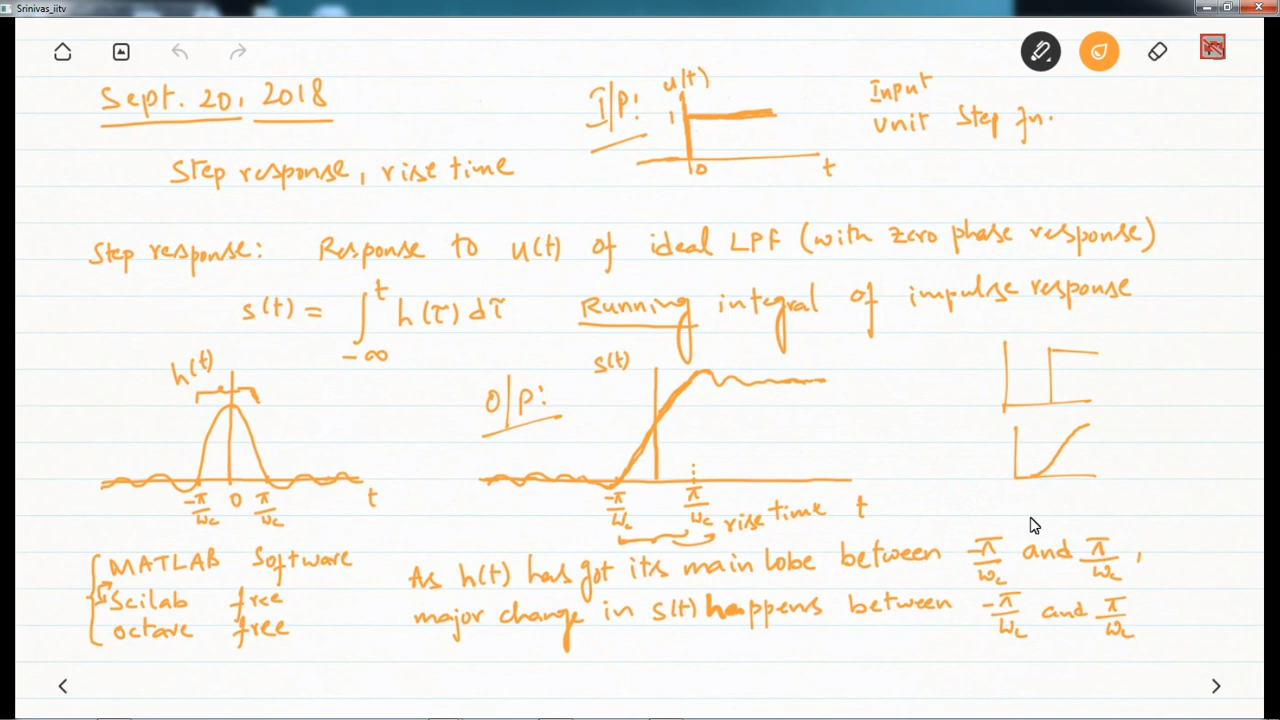 Srinivas_iitv
Sept. 20, 2018
I/P:
u(t)
1
0
t
Input
unit step fn.
Step response, rise time
Step response: Response to u(t) of ideal LPF (with zero phase response)
s(t) = ∫_{-∞}^{t} h(τ) dτ Running integral of impulse response
h(t)
-π/ωc 0 π/ωc t
O/P:
s(t)
-π/ωc π/ωc rise time t
{ MATLAB Software
Scilab free
octave free
As h(t) has got its main lobe between -π/ωc and π/ωc,
major change in s(t) happens between -π/ωc and π/ωc